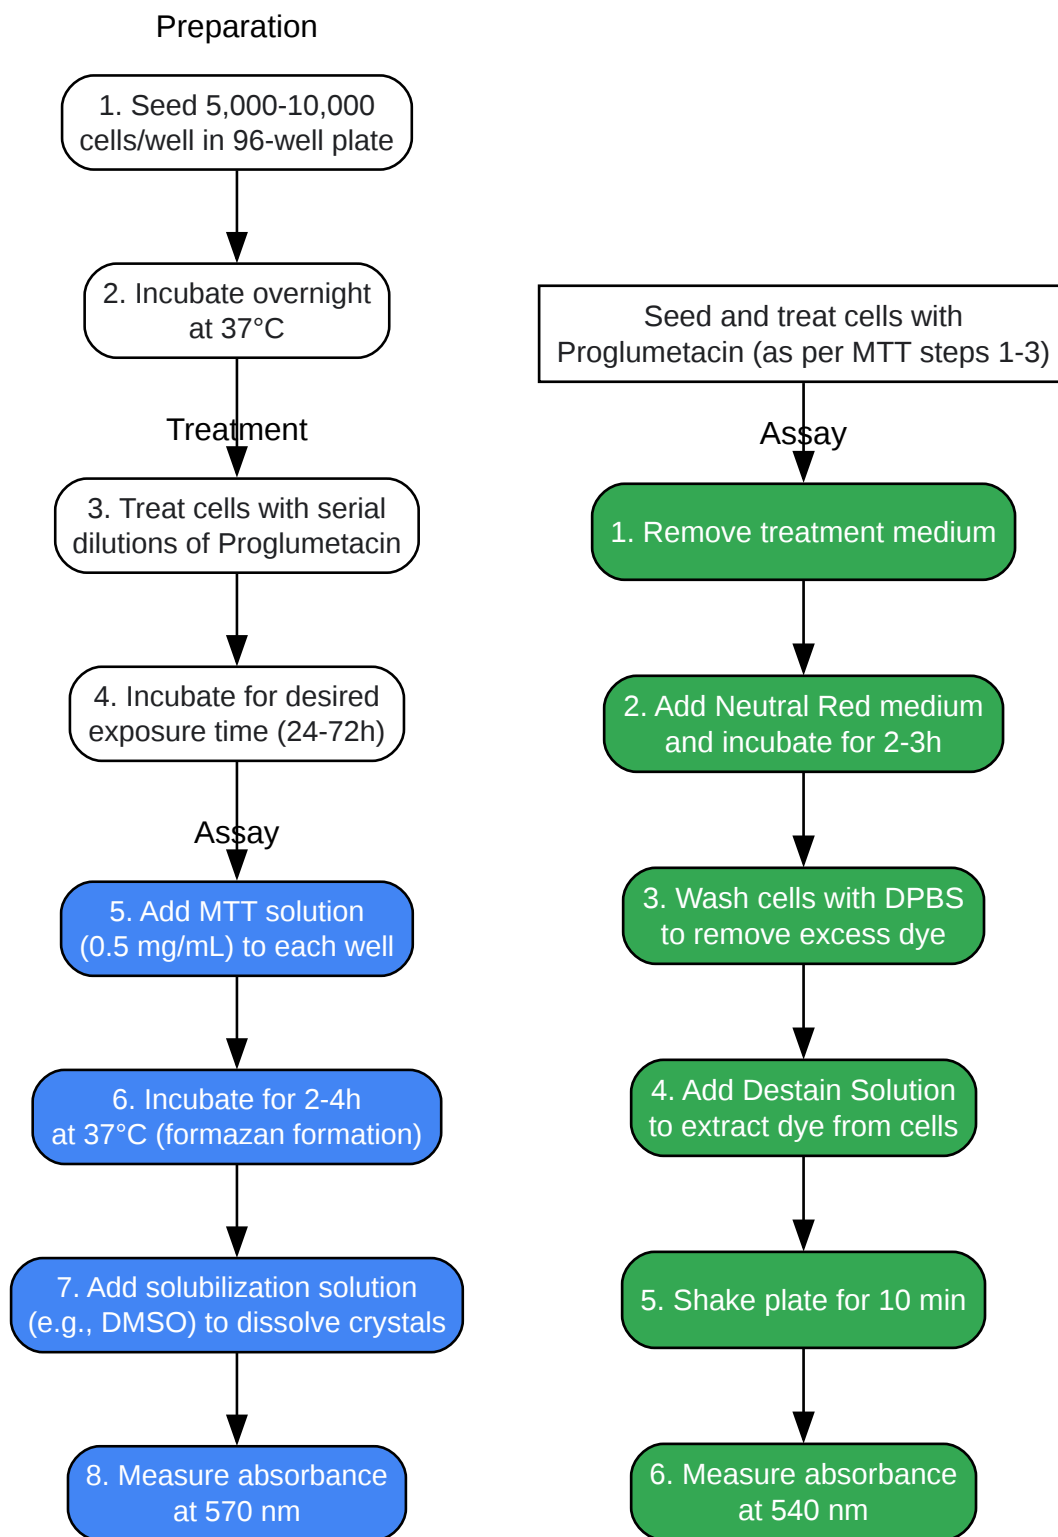 Preparation
1. Seed 5,000-10,000
cells/well in 96-well plate
2. Incubate overnight
at 37°C
Treatment
3. Treat cells with serial
dilutions of Proglumetacin
4. Incubate for desired
exposure time (24-72h)
Assay
5. Add MTT solution
(0.5 mg/mL) to each well
6. Incubate for 2-4h
at 37°C (formazan formation)
7. Add solubilization solution
(e.g., DMSO) to dissolve crystals
8. Measure absorbance
at 570 nm
Seed and treat cells with
Proglumetacin (as per MTT steps 1-3)
Assay
1. Remove treatment medium
2. Add Neutral Red medium
and incubate for 2-3h
3. Wash cells with DPBS
to remove excess dye
4. Add Destain Solution
to extract dye from cells
5. Shake plate for 10 min
6. Measure absorbance
at 540 nm